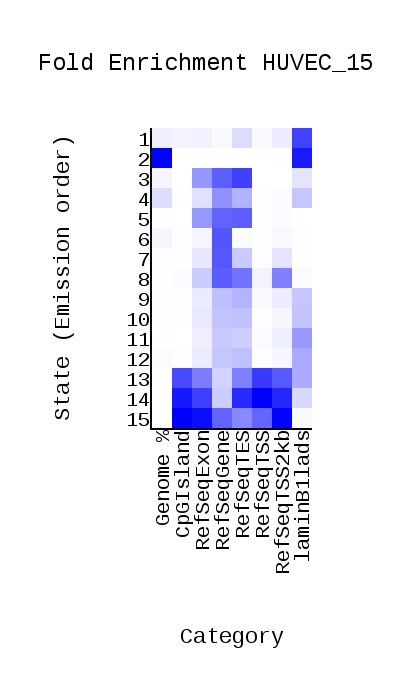 Fold Enrichment HUVEC_15
State (Emission order)
1
2
3
4
5
6
7
8
9
10
11
12
13
14
15
Genome %
CpGIsland
RefSeqExon
RefSeqGene
RefSeqTES
RefSeqTSS
RefSeqTSS2kb
laminB1lads
Category